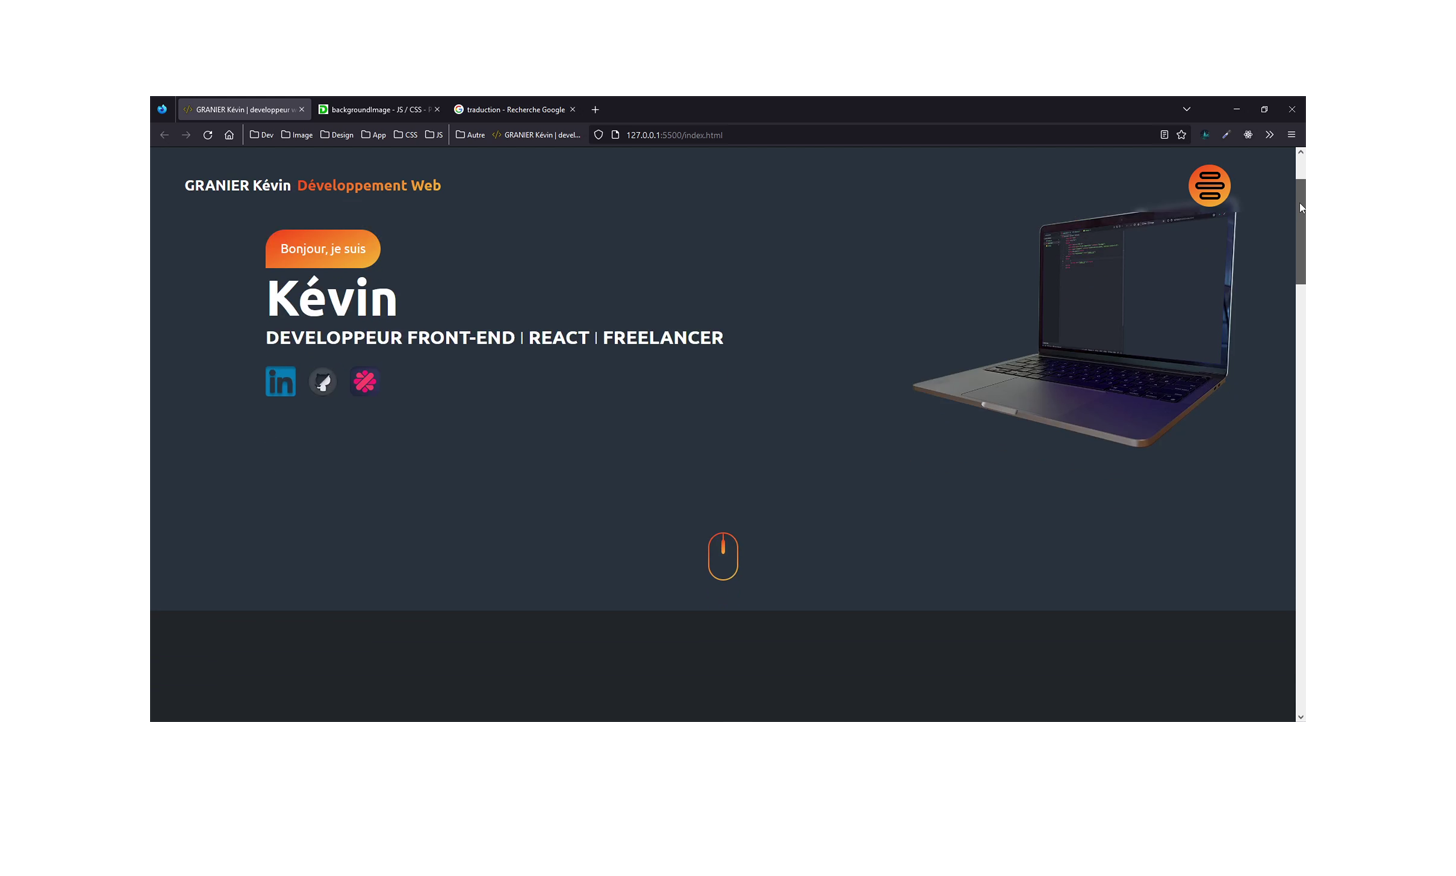 GRANIER Kévin | developpeur w
backgroundImage - JS / CSS - P
traduction - Recherche Google
Dev Image Design App CSS JS Autre GRANIER Kévin | devel... 127.0.0.1:5500/index.html
GRANIER Kévin Développement Web
Bonjour, je suis
Kévin
DEVELOPPEUR FRONT-END | REACT | FREELANCER
in